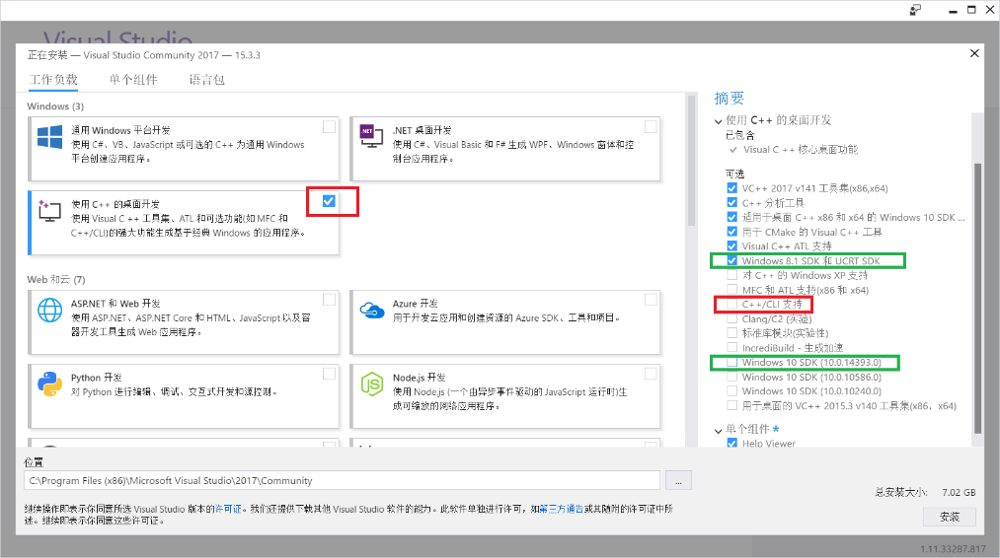 Visual Studio
正在安装 — Visual Studio Community 2017 — 15.3.3
工作负载 单个组件 语言包
Windows (3)
通用 Windows 平台开发
使用 C#、VB、JavaScript 或可选的 C++ 为通用 Windows
平台创建应用程序。
.NET
.NET 桌面开发
使用 C#、Visual Basic 和 F# 生成 WPF、Windows 窗体和控
制台应用程序。
使用 C++ 的桌面开发
使用 Visual C ++ 工具集、ATL 和可选功能(如 MFC 和
C++/CLI)的强大功能生成基于经典 Windows 的应用程序。
Web 和云 (7)
ASP.NET 和 Web 开发
使用 ASP.NET、ASP.NET Core 和 HTML、JavaScript 以及容
器开发工具生成 Web 应用程序。
Azure 开发
用于开发云应用和创建资源的 Azure SDK、工具和项目。
Python 开发
对 Python 进行编辑、调试、交互式开发和源控制。
Node.js 开发
使用 Node.js (一个由异步事件驱动的 JavaScript 运行时)生
成可缩放的网络应用程序。
摘要
使用 C++ 的桌面开发
已包含
Visual C ++ 核心桌面功能
可选
VC++ 2017 v141 工具集(x86,x64)
C++ 分析工具
适用于桌面 C++ x86 和 x64 的 Windows 10 SDK ...
用于 CMake 的 Visual C++ 工具
Visual C++ ATL 支持
Windows 8.1 SDK 和 UCRT SDK
对 C++ 的 Windows XP 支持
MFC 和 ATL 支持(x86 和 x64)
C++/CLI 支持
Clang/C2 (实验)
标准库模块(实验性)
IncrediBuild - 生成加速
Windows 10 SDK (10.0.14393.0)
Windows 10 SDK (10.0.10586.0)
Windows 10 SDK (10.0.10240.0)
用于桌面的 VC++ 2015.3 v140 工具集(x86，x64)
单个组件 *
Help Viewer
位置
C:\Program Files (x86)\Microsoft Visual Studio\2017\Community
...
总安装大小: 7.02 GB
继续操作即表示你同意所选 Visual Studio 版本的许可证。我们还提供下载其他 Visual Studio 软件的能力。此软件单独进行许可，如第三方通告或其随附的许可证中所
述。继续即表示你同意这些许可证。
安装
1.11.33287.817